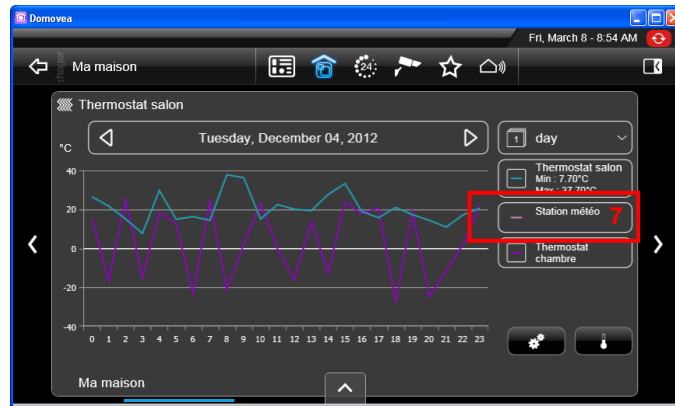 Domovea
Fri, March 8 - 8:54 AM
:hager
Ma maison
24
Thermostat salon
°C
Tuesday, December 04, 2012
1
day
Thermostat salon
Min : 7.70°C
Max : 37.70°C
Station météo
7
Thermostat
chambre
40
20
0
-20
-40
0 1 2 3 4 5 6 7 8 9 10 11 12 13 14 15 16 17 18 19 20 21 22 23
Ma maison